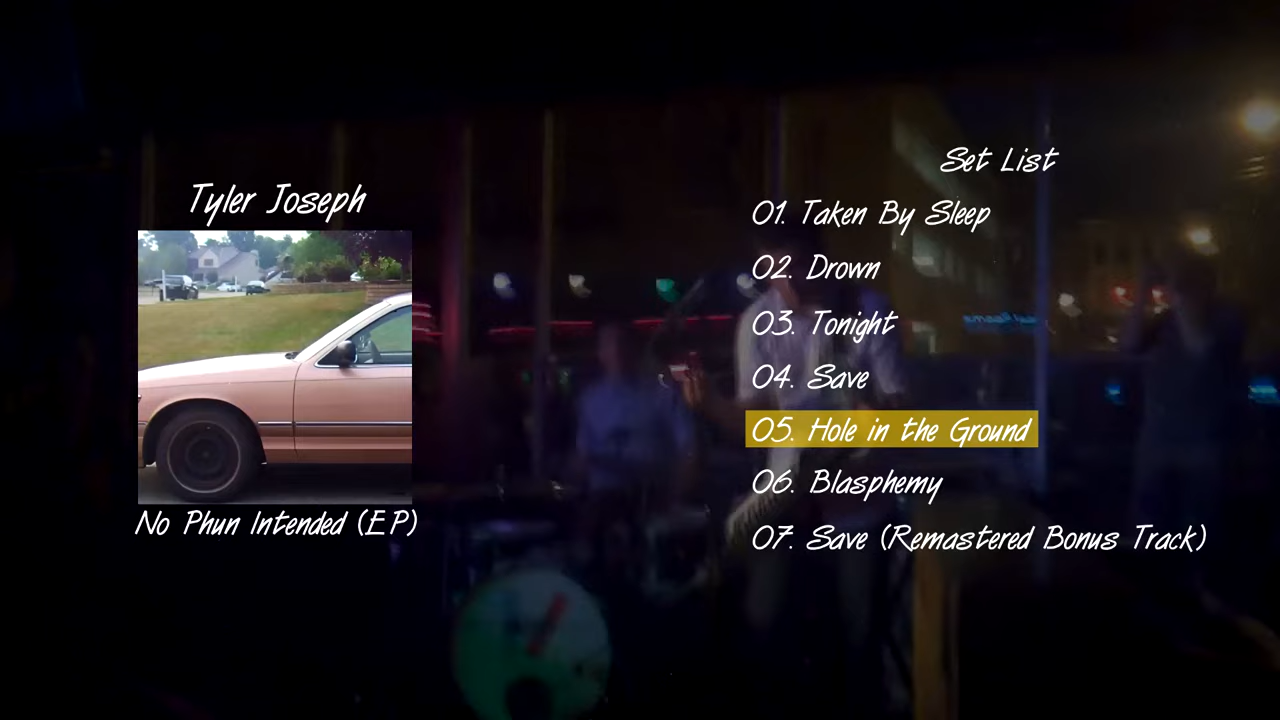 Tyler Joseph
No Phun Intended (EP)
Set List
01. Taken By Sleep
02. Drown
03. Tonight
04. Save
05. Hole in the Ground
06. Blasphemy
07. Save (Remastered Bonus Track)